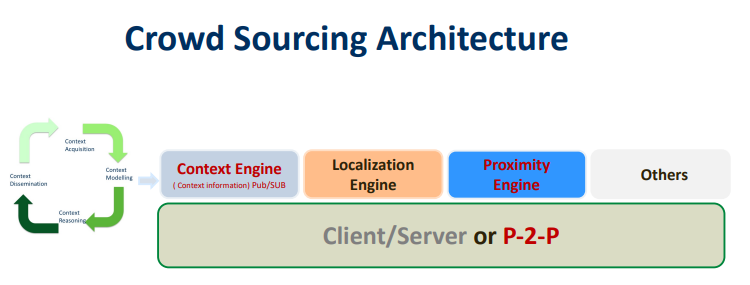 Crowd Sourcing Architecture
Context
Acquisition
Context
Modelling
Context
Reasoning
Context
Dissemination
Context Engine
( Context information) Pub/SUB
Localization
Engine
Proximity
Engine
Others
Client/Server or P-2-P